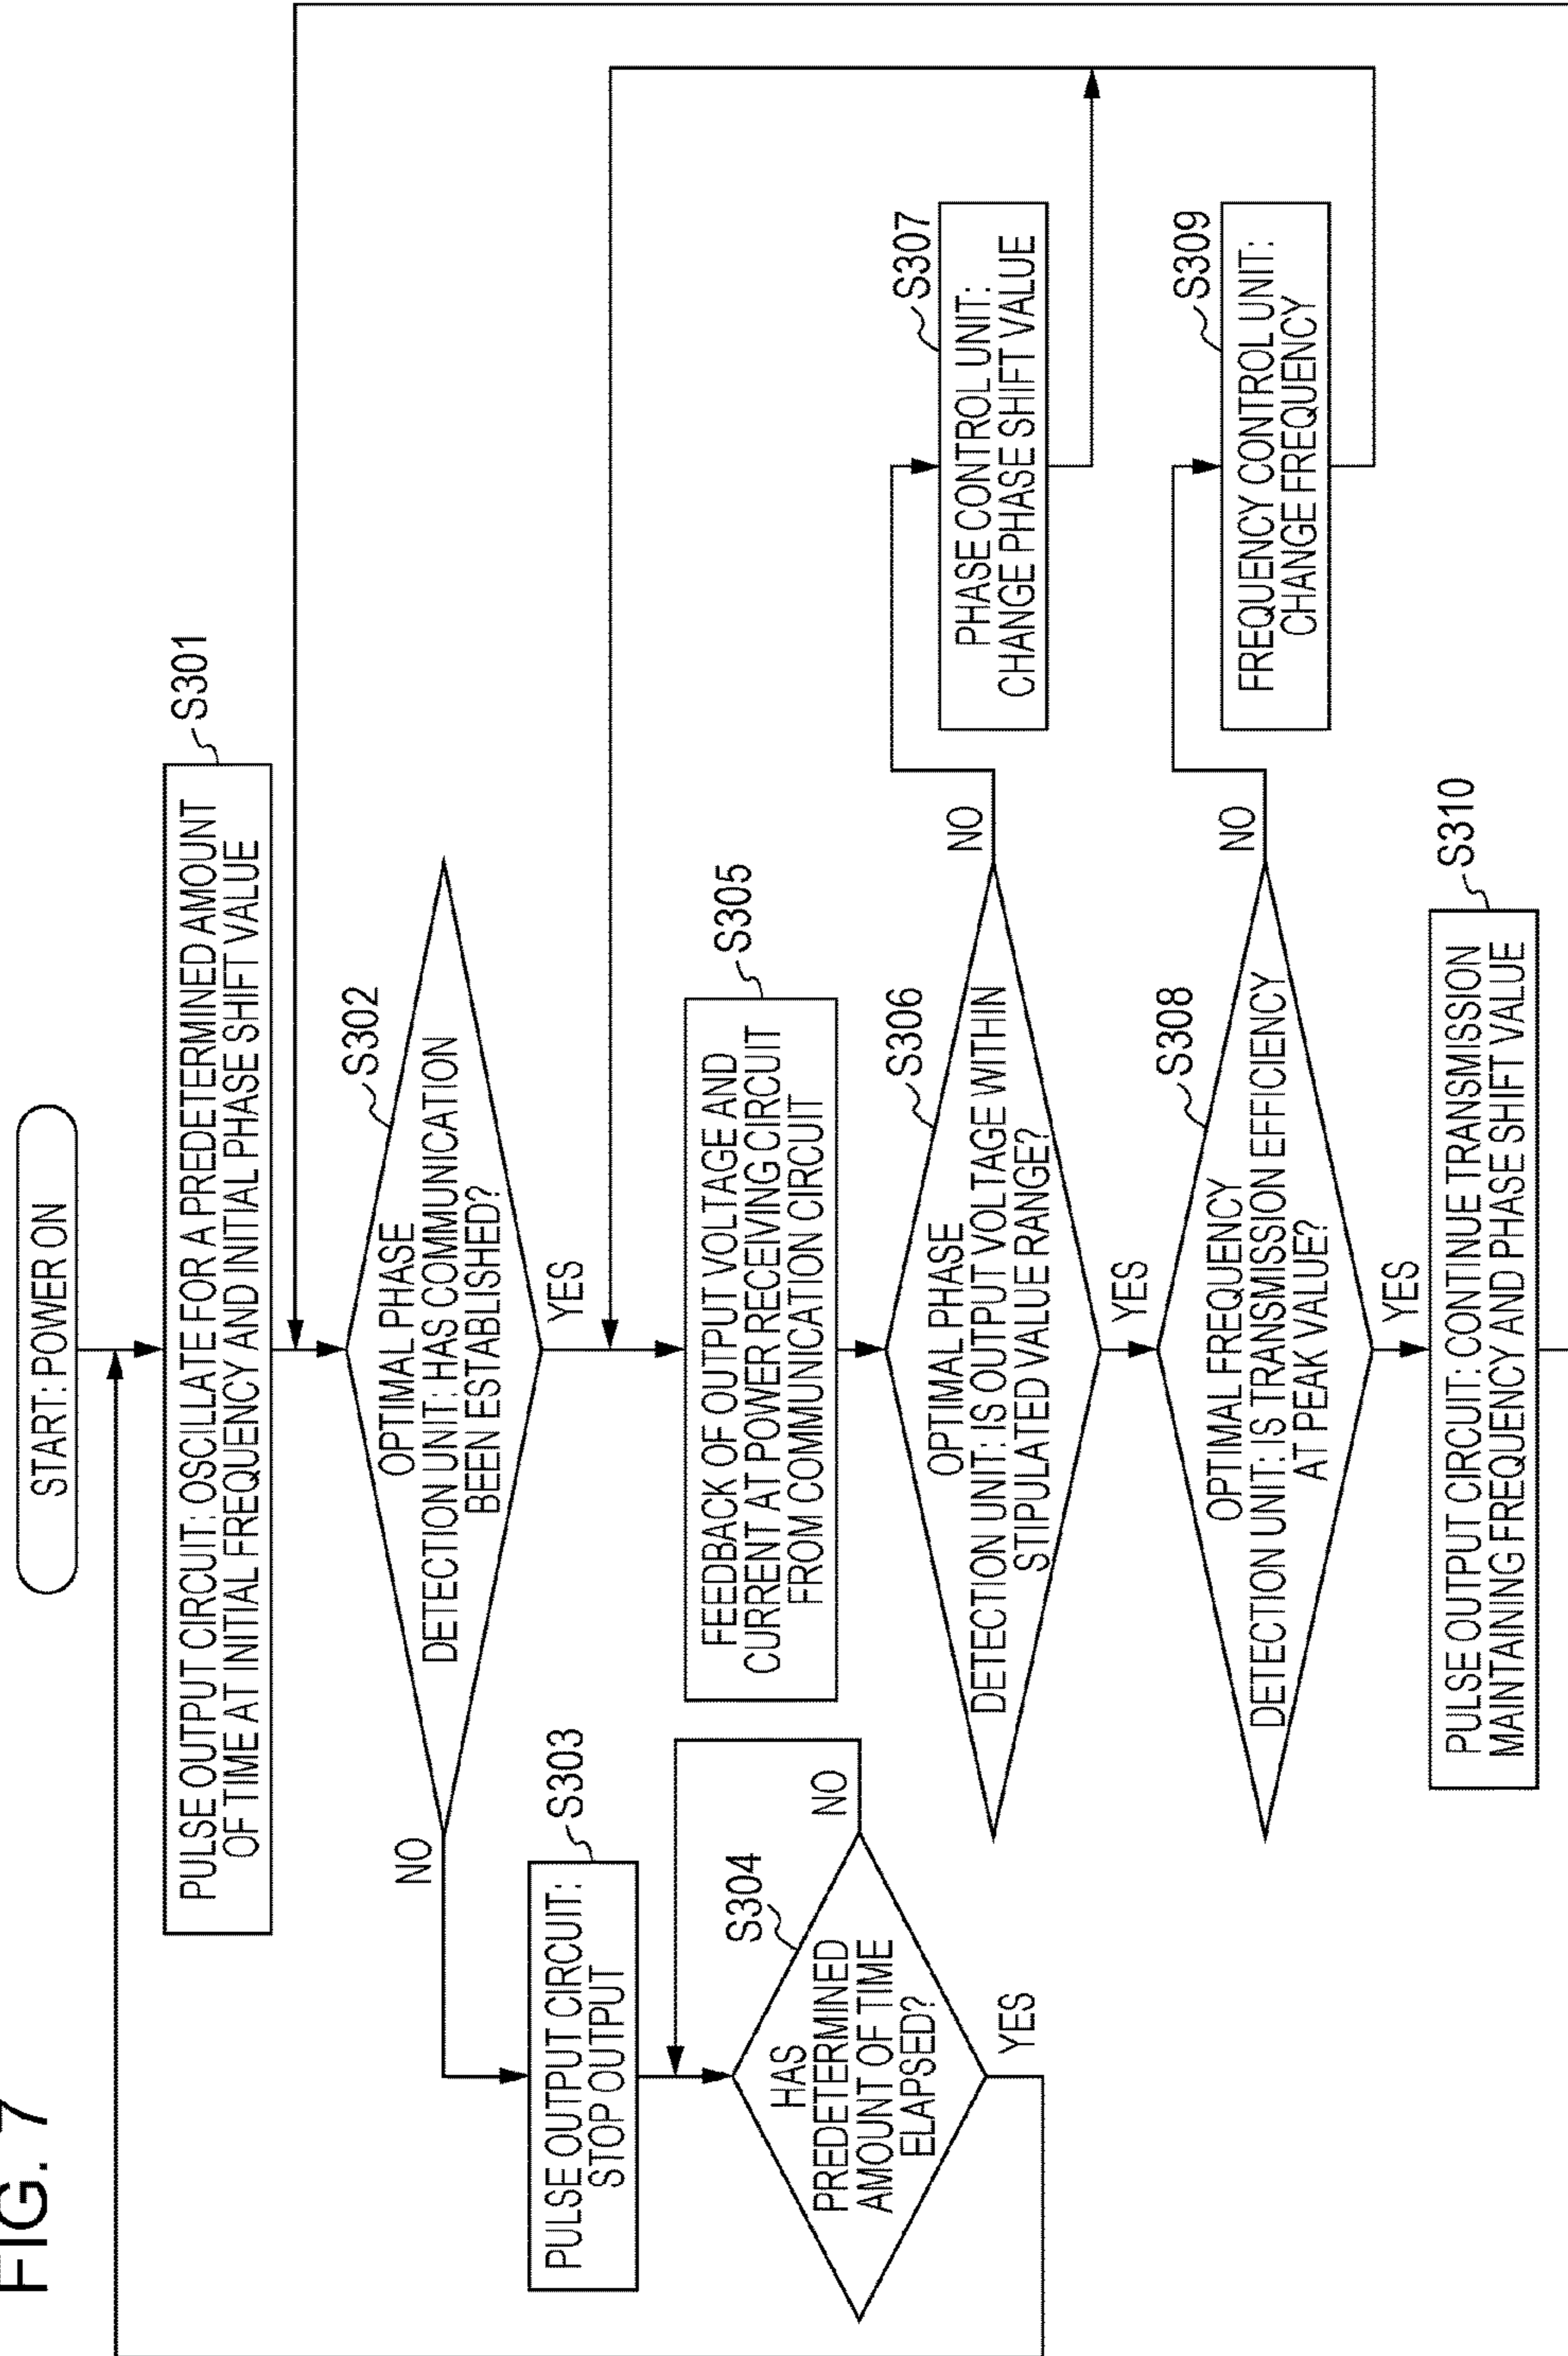 FIG. 7
START: POWER ON
PULSE OUTPUT CIRCUIT: OSCILLATE FOR A PREDETERMINED AMOUNT
OF TIME AT INITIAL FREQUENCY AND INITIAL PHASE SHIFT VALUE
S301
OPTIMAL PHASE
DETECTION UNIT: HAS COMMUNICATION
BEEN ESTABLISHED?
S302
NO
YES
PULSE OUTPUT CIRCUIT:
STOP OUTPUT
S303
HAS
PREDETERMINED
AMOUNT OF TIME
ELAPSED?
S304
NO
YES
FEEDBACK OF OUTPUT VOLTAGE AND
CURRENT AT POWER RECEIVING CIRCUIT
FROM COMMUNICATION CIRCUIT
S305
OPTIMAL PHASE
DETECTION UNIT: IS OUTPUT VOLTAGE WITHIN
STIPULATED VALUE RANGE?
S306
NO
YES
PHASE CONTROL UNIT:
CHANGE PHASE SHIFT VALUE
S307
OPTIMAL FREQUENCY
DETECTION UNIT: IS TRANSMISSION EFFICIENCY
AT PEAK VALUE?
S308
NO
YES
FREQUENCY CONTROL UNIT:
CHANGE FREQUENCY
S309
PULSE OUTPUT CIRCUIT: CONTINUE TRANSMISSION
MAINTAINING FREQUENCY AND PHASE SHIFT VALUE
S310